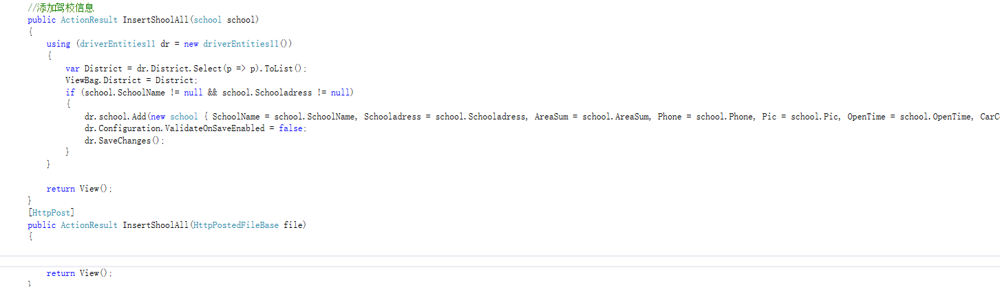 //添加驾校信息
public ActionResult InsertShoolAll(school school)
{
using (driverEntities11 dr = new driverEntities11())
{
var District = dr.District.Select(p => p).ToList();
ViewBag.District = District;
if (school.SchoolName != null && school.Schooladress != null)
{
dr.school.Add(new school { SchoolName = school.SchoolName, Schooladress = school.Schooladress, AreaSum = school.AreaSum, Phone = school.Phone, Pic = school.Pic, OpenTime = school.OpenTime, CarC
dr.Configuration.ValidateOnSaveEnabled = false;
dr.SaveChanges();
}
}
return View();
}
[HttpPost]
public ActionResult InsertShoolAll(HttpPostedFileBase file)
{
return View();
}